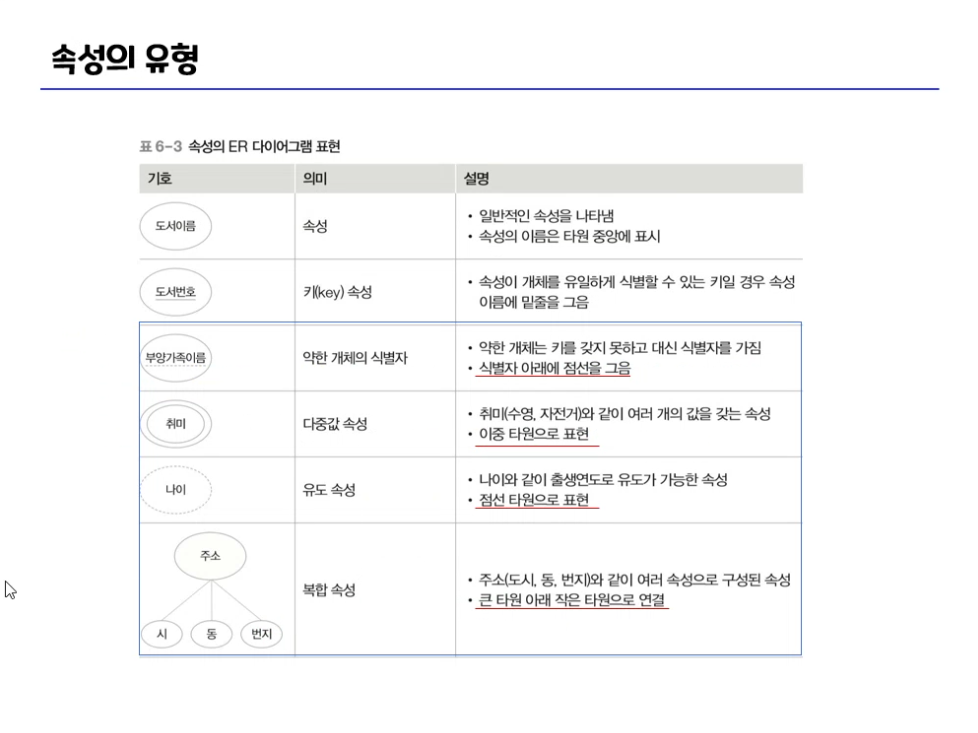 속성의 유형
표 6-3 속성의 ER 다이어그램 표현
기호 의미 설명
도서이름 속성 • 일반적인 속성을 나타냄
• 속성의 이름은 타원 중앙에 표시
도서번호 키(key) 속성 • 속성이 개체를 유일하게 식별할 수 있는 키일 경우 속성
이름에 밑줄을 그음
부양가족이름 약한 개체의 식별자 • 약한 개체는 키를 갖지 못하고 대신 식별자를 가짐
• 식별자 아래에 점선을 그음
취미 다중값 속성 • 취미(수영, 자전거)와 같이 여러 개의 값을 갖는 속성
• 이중 타원으로 표현
나이 유도 속성 • 나이와 같이 출생연도로 유도가 가능한 속성
• 점선 타원으로 표현
주소
복합 속성 • 주소(도시, 동, 번지)와 같이 여러 속성으로 구성된 속성
• 큰 타원 아래 작은 타원으로 연결
시 동 번지